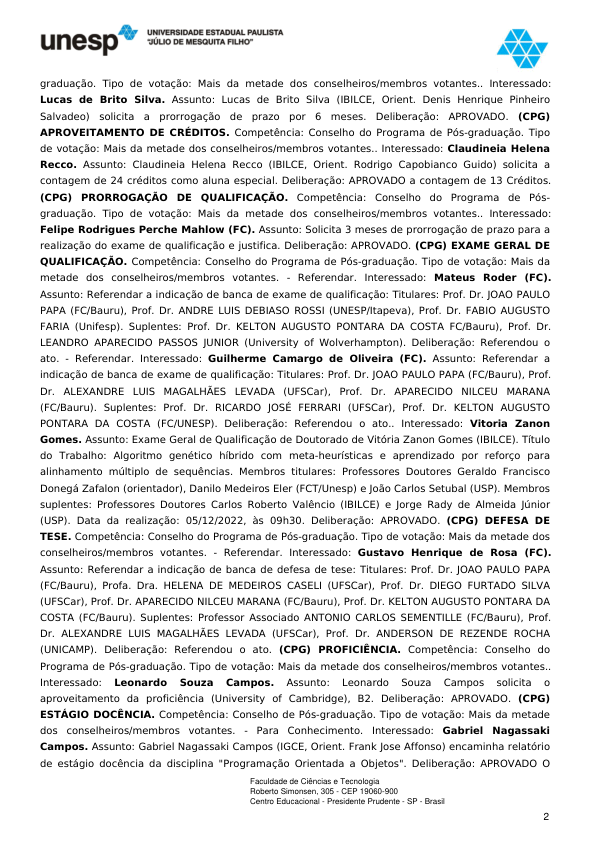 unesp
UNIVERSIDADE ESTADUAL PAULISTA
"JÚLIO DE MESQUITA FILHO"
graduação. Tipo de votação: Mais da metade dos conselheiros/membros votantes.. Interessado:
Lucas de Brito Silva. Assunto: Lucas de Brito Silva (IBILCE, Orient. Denis Henrique Pinheiro
Salvadeo) solicita a prorrogação de prazo por 6 meses. Deliberação: APROVADO. (CPG)
APROVEITAMENTO DE CRÉDITOS. Competência: Conselho do Programa de Pós-graduação. Tipo
de votação: Mais da metade dos conselheiros/membros votantes.. Interessado: Claudineia Helena
Recco. Assunto: Claudineia Helena Recco (IBILCE, Orient. Rodrigo Capobianco Guido) solicita a
contagem de 24 créditos como aluna especial. Deliberação: APROVADO a contagem de 13 Créditos.
(CPG) PRORROGAÇÃO DE QUALIFICAÇÃO. Competência: Conselho do Programa de Pós-
graduação. Tipo de votação: Mais da metade dos conselheiros/membros votantes.. Interessado:
Felipe Rodrigues Perche Mahlow (FC). Assunto: Solicita 3 meses de prorrogação de prazo para a
realização do exame de qualificação e justifica. Deliberação: APROVADO. (CPG) EXAME GERAL DE
QUALIFICAÇÃO. Competência: Conselho do Programa de Pós-graduação. Tipo de votação: Mais da
metade dos conselheiros/membros votantes. - Referendar. Interessado: Mateus Roder (FC).
Assunto: Referendar a indicação de banca de exame de qualificação: Titulares: Prof. Dr. JOAO PAULO
PAPA (FC/Bauru), Prof. Dr. ANDRE LUIS DEBIASO ROSSI (UNESP/Itapeva), Prof. Dr. FABIO AUGUSTO
FARIA (Unifesp). Suplentes: Prof. Dr. KELTON AUGUSTO PONTARA DA COSTA FC/Bauru), Prof. Dr.
LEANDRO APARECIDO PASSOS JUNIOR (University of Wolverhampton). Deliberação: Referendou o
ato. - Referendar. Interessado: Guilherme Camargo de Oliveira (FC). Assunto: Referendar a
indicação de banca de exame de qualificação: Titulares: Prof. Dr. JOAO PAULO PAPA (FC/Bauru), Prof.
Dr. ALEXANDRE LUIS MAGALHÃES LEVADA (UFSCar), Prof. Dr. APARECIDO NILCEU MARANA
(FC/Bauru). Suplentes: Prof. Dr. RICARDO JOSÉ FERRARI (UFSCar), Prof. Dr. KELTON AUGUSTO
PONTARA DA COSTA (FC/UNESP). Deliberação: Referendou o ato.. Interessado: Vitoria Zanon
Gomes. Assunto: Exame Geral de Qualificação de Doutorado de Vitória Zanon Gomes (IBILCE). Título
do Trabalho: Algoritmo genético híbrido com meta-heurísticas e aprendizado por reforço para
alinhamento múltiplo de sequências. Membros titulares: Professores Doutores Geraldo Francisco
Donegá Zafalon (orientador), Danilo Medeiros Eler (FCT/Unesp) e João Carlos Setubal (USP). Membros
suplentes: Professores Doutores Carlos Roberto Valêncio (IBILCE) e Jorge Rady de Almeida Júnior
(USP). Data da realização: 05/12/2022, às 09h30. Deliberação: APROVADO. (CPG) DEFESA DE
TESE. Competência: Conselho do Programa de Pós-graduação. Tipo de votação: Mais da metade dos
conselheiros/membros votantes. - Referendar. Interessado: Gustavo Henrique de Rosa (FC).
Assunto: Referendar a indicação de banca de defesa de tese: Titulares: Prof. Dr. JOAO PAULO PAPA
(FC/Bauru), Profa. Dra. HELENA DE MEDEIROS CASELI (UFSCar), Prof. Dr. DIEGO FURTADO SILVA
(UFSCar), Prof. Dr. APARECIDO NILCEU MARANA (FC/Bauru), Prof. Dr. KELTON AUGUSTO PONTARA DA
COSTA (FC/Bauru). Suplentes: Professor Associado ANTONIO CARLOS SEMENTILLE (FC/Bauru), Prof.
Dr. ALEXANDRE LUIS MAGALHÃES LEVADA (UFSCar), Prof. Dr. ANDERSON DE REZENDE ROCHA
(UNICAMP). Deliberação: Referendou o ato. (CPG) PROFICIÊNCIA. Competência: Conselho do
Programa de Pós-graduação. Tipo de votação: Mais da metade dos conselheiros/membros votantes..
Interessado: Leonardo Souza Campos. Assunto: Leonardo Souza Campos solicita o
aproveitamento da proficiência (University of Cambridge), B2. Deliberação: APROVADO. (CPG)
ESTÁGIO DOCÊNCIA. Competência: Conselho de Pós-graduação. Tipo de votação: Mais da metade
dos conselheiros/membros votantes. - Para Conhecimento. Interessado: Gabriel Nagassaki
Campos. Assunto: Gabriel Nagassaki Campos (IGCE, Orient. Frank Jose Affonso) encaminha relatório
de estágio docência da disciplina "Programação Orientada a Objetos". Deliberação: APROVADO O
Faculdade de Ciências e Tecnologia
Roberto Simonsen, 305 - CEP 19060-900
Centro Educacional - Presidente Prudente - SP - Brasil
2